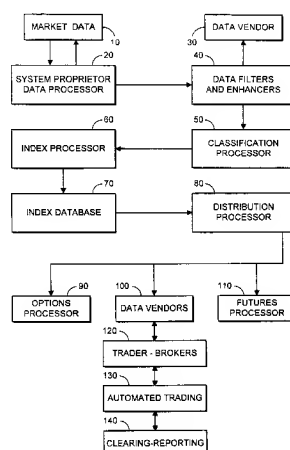 MARKET DATA
10
DATA VENDOR
30
20
SYSTEM PROPRIETOR
DATA PROCESSOR
40
DATA FILTERS
AND ENHANCERS
60
INDEX PROCESSOR
50
CLASSIFICATION
PROCESSOR
70
INDEX DATABASE
80
DISTRIBUTION
PROCESSOR
OPTIONS
PROCESSOR
90
100
DATA VENDORS
110
FUTURES
PROCESSOR
120
TRADER - BROKERS
130
AUTOMATED TRADING
140
CLEARING-REPORTING